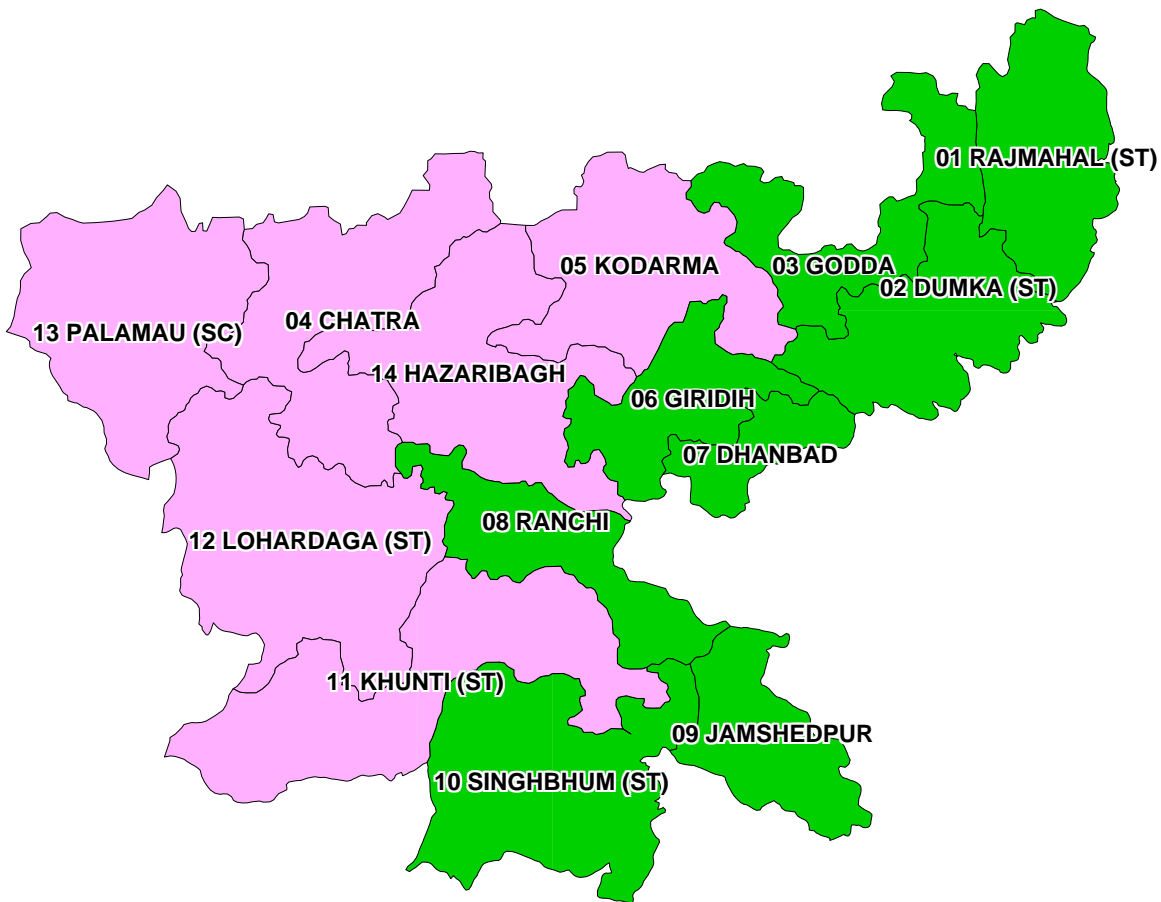 01 RAJMAHAL (ST)
05 KODARMA
03 GODDA
02 DUMKA (ST)
04 CHATRA
13 PALAMAU (SC)
14 HAZARIBAGH
06 GIRIDIH
07 DHANBAD
08 RANCHI
12 LOHARDAGA (ST)
11 KHUNTI (ST)
09 JAMSHEDPUR
10 SINGHBHUM (ST)